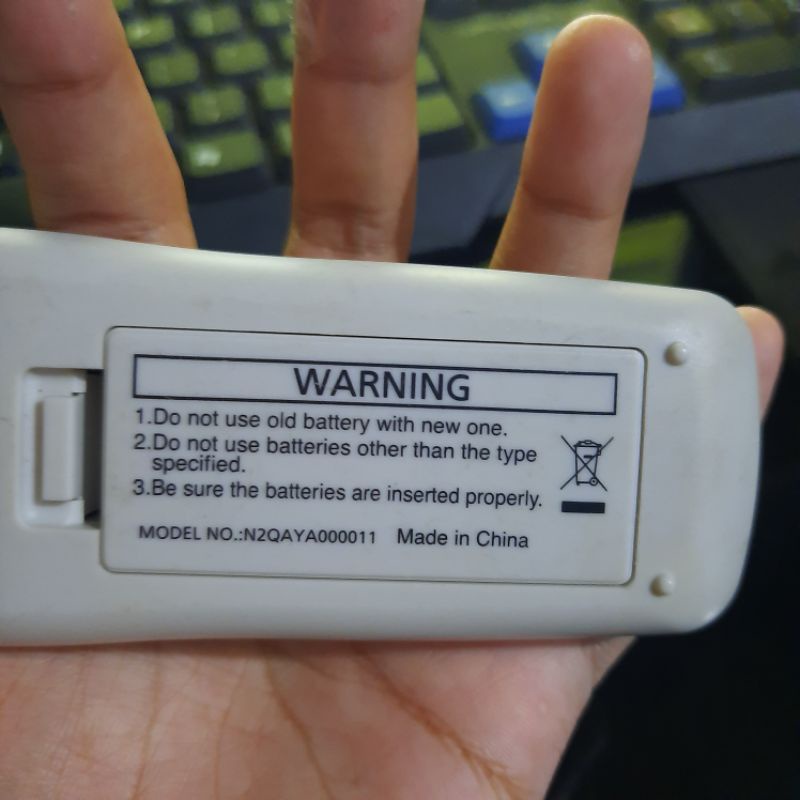 WARNING
1.Do not use old battery with new one.
2.Do not use batteries other than the type
specified.
3.Be sure the batteries are inserted properly.
MODEL NO.:N2QAYA000011 Made in China